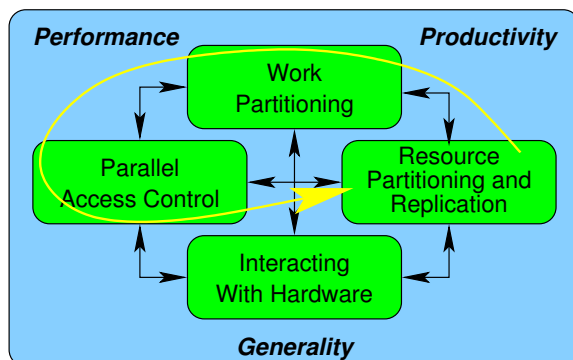 Performance
Productivity
Work
Partitioning
Parallel
Access Control
Resource
Partitioning and
Replication
Interacting
With Hardware
Generality